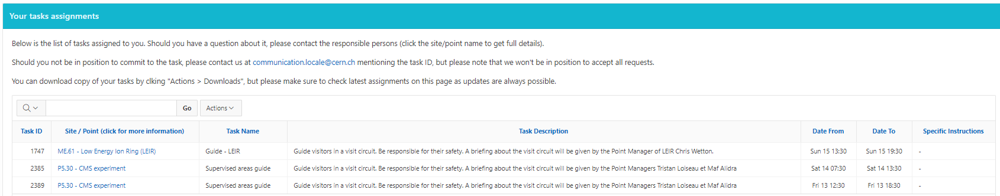 Your tasks assignments
Below is the list of tasks assigned to you. Should you have a question about it, please contact the responsible persons (click the site/point name to get full details).
Should you not be in position to commit to the task, please contact us at communication.locale@cern.ch mentioning the task ID, but please note that we won't be in position to accept all requests.
You can download copy of your tasks by clking "Actions > Downloads", but please make sure to check latest assignments on this page as updates are always possible.
Go Actions
Task ID Site / Point (click for more information) Task Name Task Description Date From Date To Specific Instructions
1747 ME.61 - Low Energy Ion Ring (LEIR) Guide - LEIR Guide visitors in a visit circuit. Be responsible for their safety. A briefing about the visit circuit will be given by the Point Manager of LEIR Chris Wetton. Sun 15 13:30 Sun 15 19:30 -
2385 P5.30 - CMS experiment Supervised areas guide Guide visitors in a visit circuit. Be responsible for their safety. A briefing about the visit circuit will be given by the Point Managers Tristan Loiseau et Maf Alidra Sat 14 07:30 Sat 14 13:30 -
2389 P5.30 - CMS experiment Supervised areas guide Guide visitors in a visit circuit. Be responsible for their safety. A briefing about the visit circuit will be given by the Point Managers Tristan Loiseau et Maf Alidra Fri 13 12:30 Fri 13 18:30 -